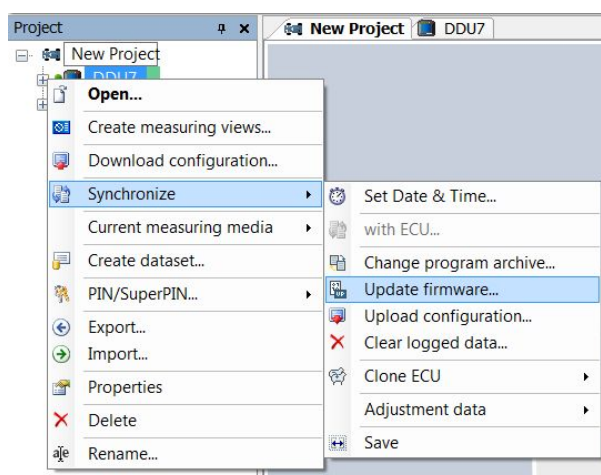 Project
New Project
DDU7
New Project
DDU7
Open...
Create measuring views...
Download configuration...
Synchronize
Current measuring media
Create dataset...
PIN/SuperPIN...
Export...
Import...
Properties
Delete
Rename...
Set Date & Time...
with ECU...
Change program archive...
Update firmware...
Upload configuration...
Clear logged data...
Clone ECU
Adjustment data
Save